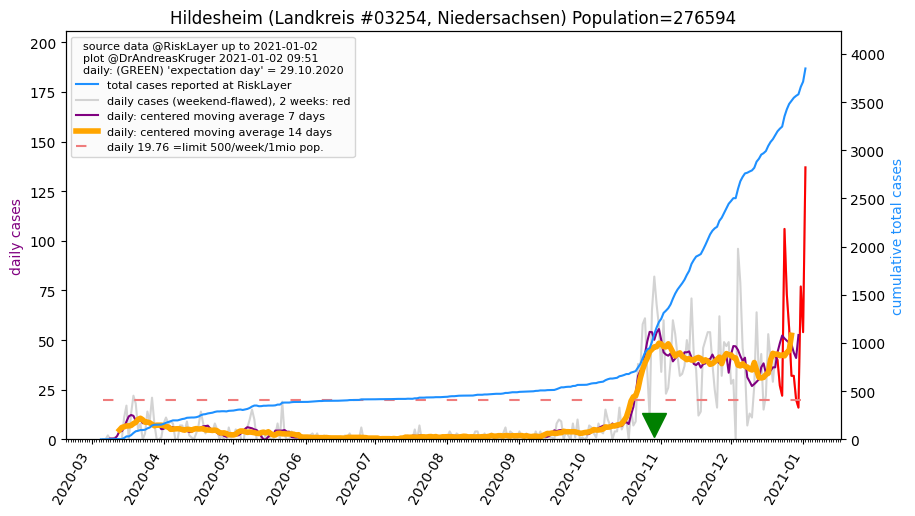 Hildesheim (Landkreis #03254, Niedersachsen) Population=276594
source data @RiskLayer up to 2021-01-02
plot @DrAndreasKruger 2021-01-02 09:51
daily: (GREEN) 'expectation day' = 29.10.2020
total cases reported at RiskLayer
daily cases (weekend-flawed), 2 weeks: red
daily: centered moving average 7 days
daily: centered moving average 14 days
daily 19.76 =limit 500/week/1mio pop.
daily cases
200
175
150
125
100
75
50
25
0
cumulative total cases
4000
3500
3000
2500
2000
1500
1000
500
0
2020-03
2020-04
2020-05
2020-06
2020-07
2020-08
2020-09
2020-10
2020-11
2020-12
2021-01